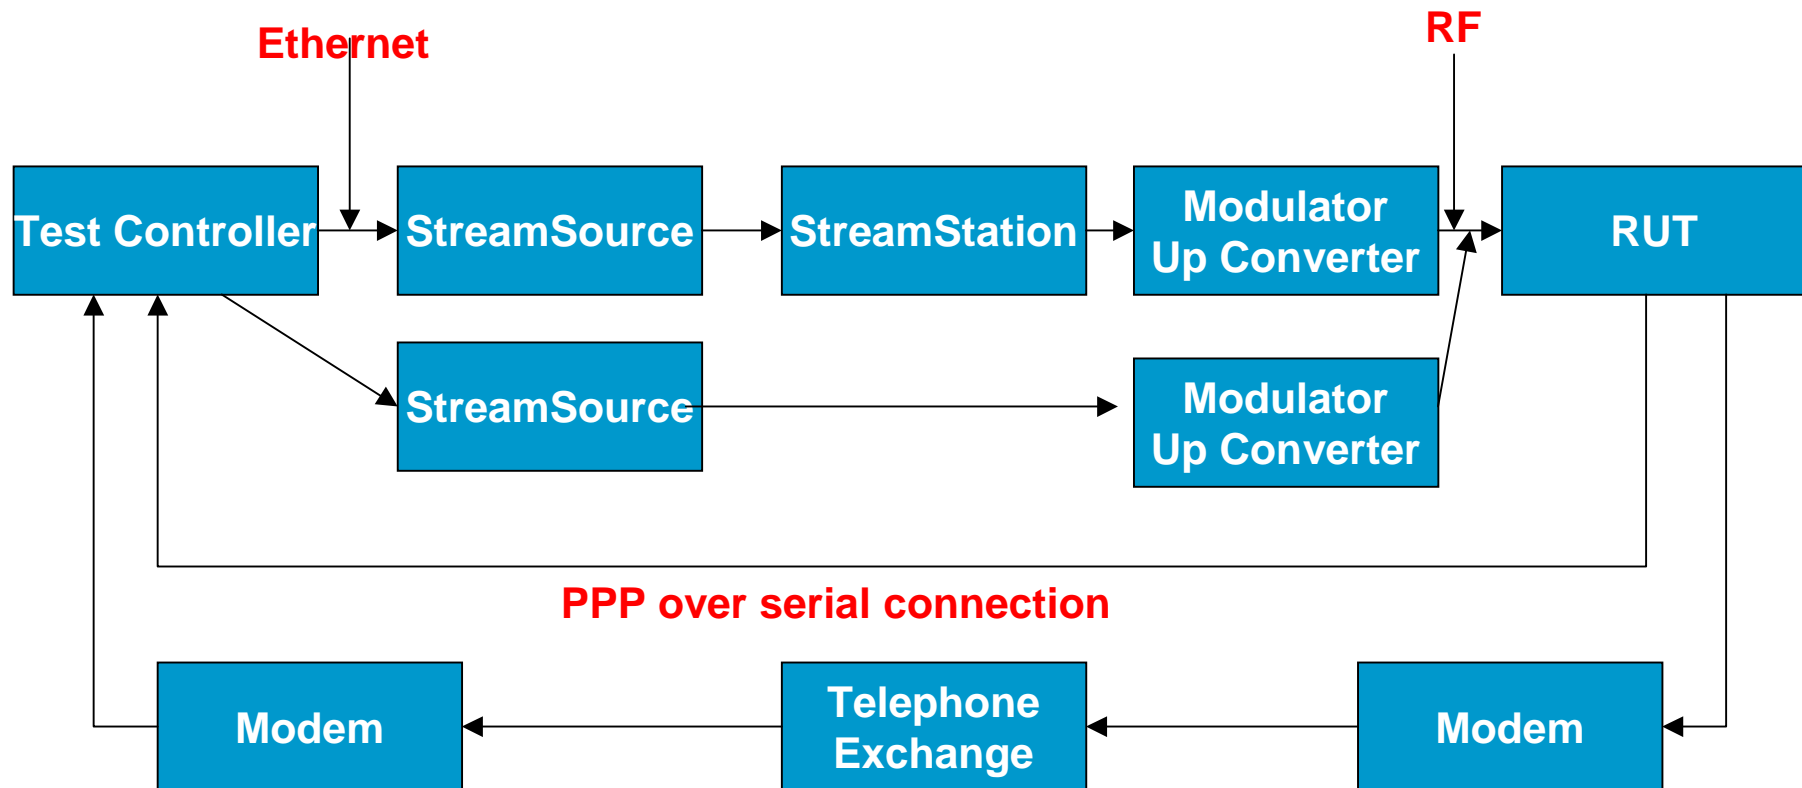 Ethernet
RF
Test Controller
StreamSource
StreamStation
Modulator
Up Converter
RUT
StreamSource
Modulator
Up Converter
PPP over serial connection
Modem
Telephone
Exchange
Modem